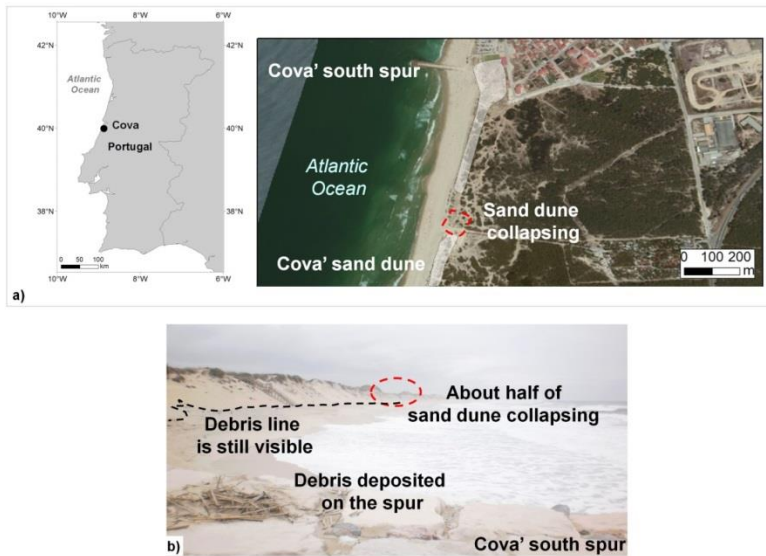 10°W 8°W 6°W
42°N
42°N
Atlantic
Ocean
40°N
Cova
40°N
Portugal
38°N
38°N
0 50 100
km
10°W 8°W 6°W
a)
Cova' south spur
Atlantic
Ocean
Sand dune
collapsing
Cova' sand dune
0 100 200
m
About half of
sand dune collapsing
Debris line
is still visible
Debris deposited
on the spur
b)
Cova' south spur